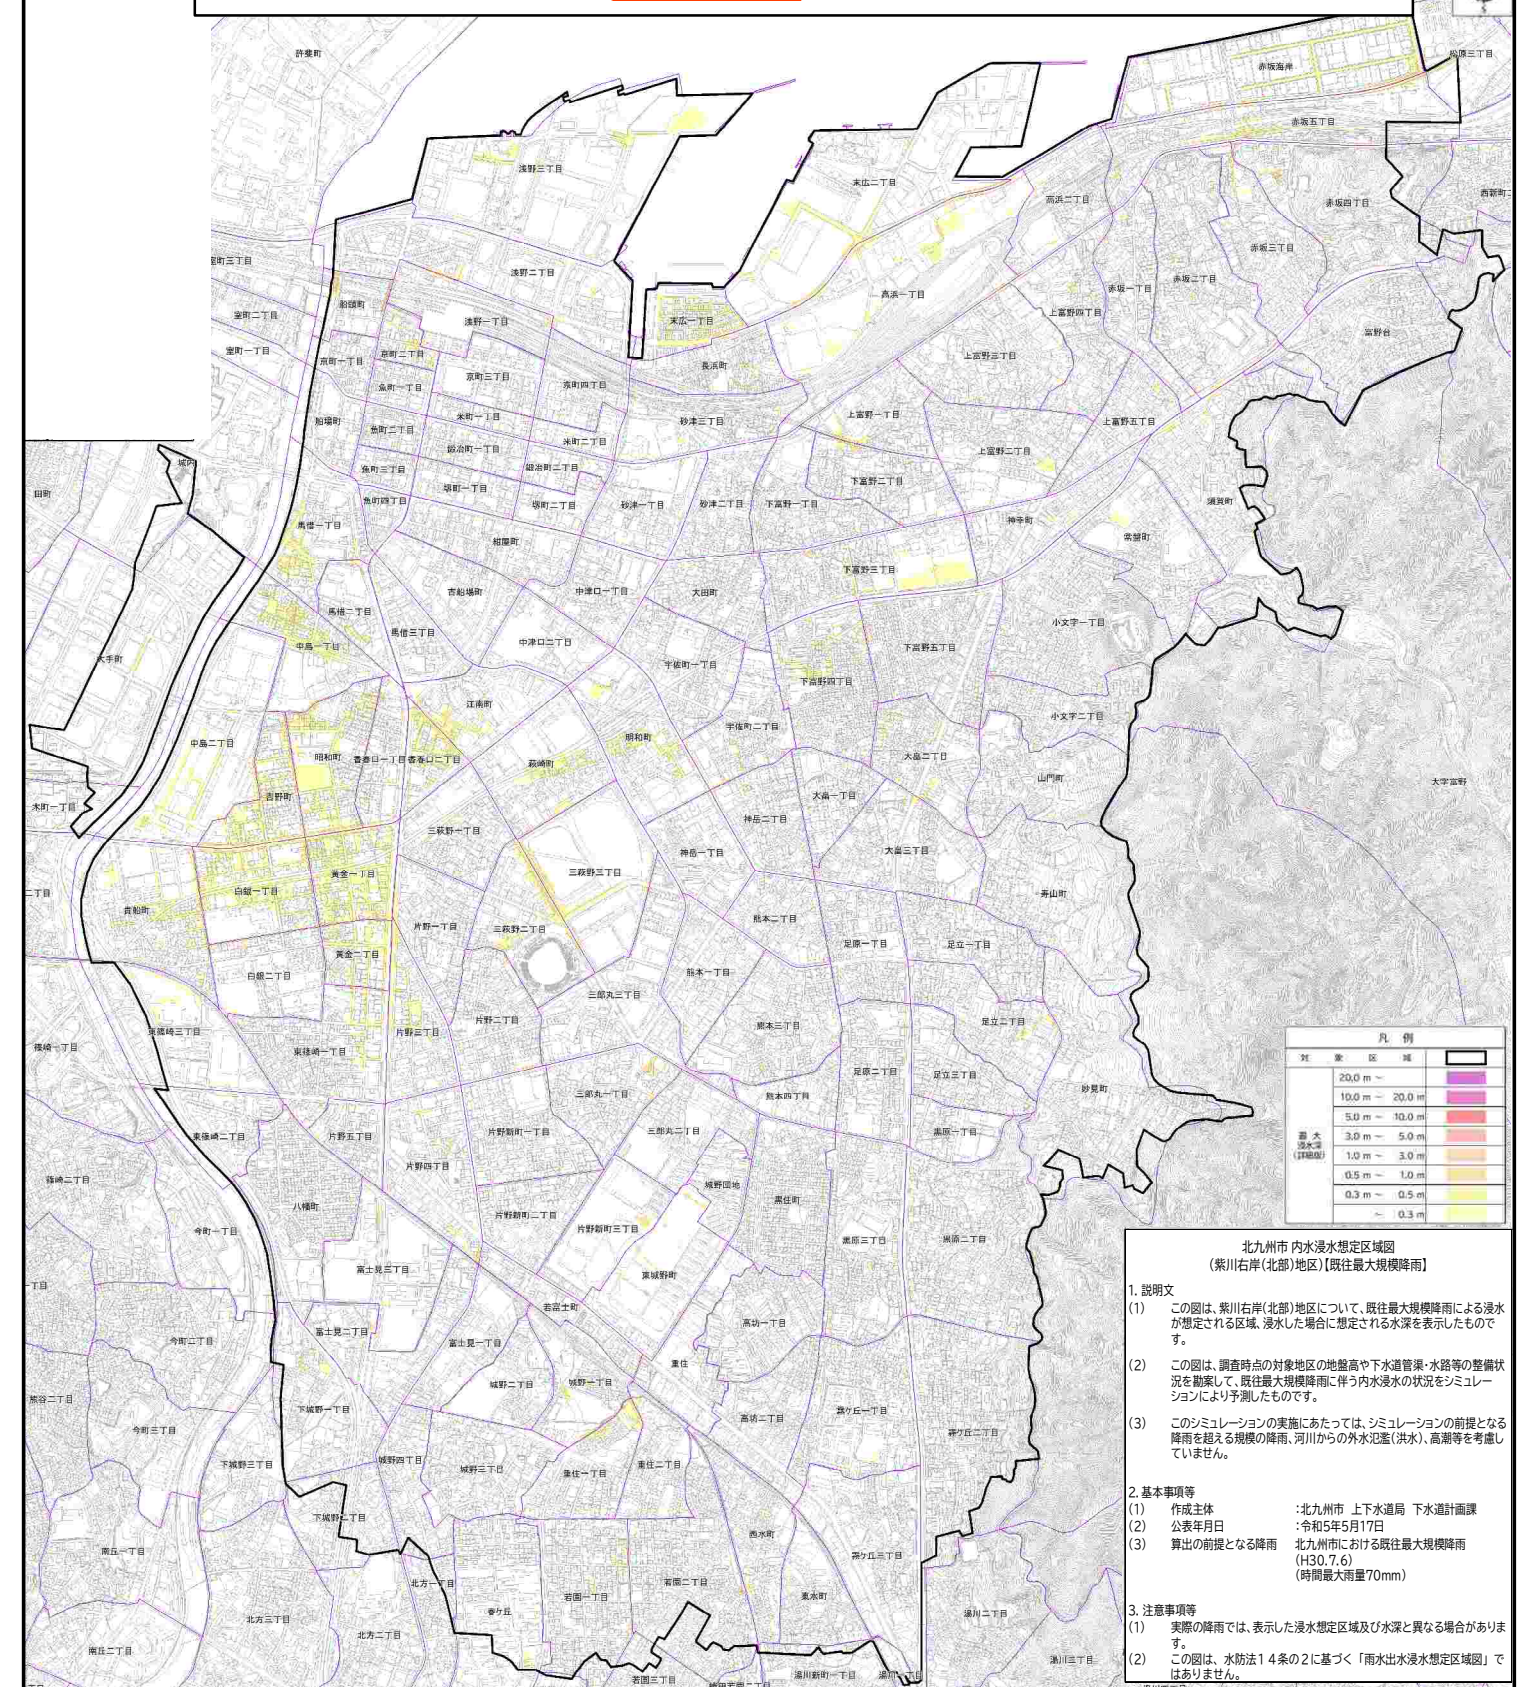 許斐町
松原三丁目
赤坂海岸
赤坂五丁目
浅野三丁目
末広二丁目
高浜二丁目
赤坂四丁目
赤坂三丁目
室町三丁目
浅野二丁目
赤坂二丁目
赤坂一丁目
高浜一丁目
船頭町
室町二丁目
浅野一丁目
末広一丁目
上富野四丁目
富野台
室町一丁目
京町一丁目
京町二丁目
上富野三丁目
長浜町
京町三丁目
京町四丁目
魚町一丁目
船場町
米町一丁目
上富野一丁目
砂津三丁目
上富野五丁目
魚町二丁目
米町二丁目
鍛冶町一丁目
上富野二丁目
城内
魚町三丁目
鍛冶町二丁目
下富野二丁目
田町
堺町一丁目
魚町四丁目
堺町二丁目
砂津一丁目
砂津二丁目
下富野一丁目
須賀町
馬借一丁目
神幸町
紺屋町
常盤町
下富野三丁目
古船場町
中津口一丁目
大田町
馬借二丁目
小文字一丁目
馬借三丁目
中津口二丁目
中島一丁目
下富野五丁目
大手町
宇佐町一丁目
下富野四丁目
江南町
小文字二丁目
宇佐町二丁目
中島二丁目
明和町
昭和町
香春口一丁目
香春口二丁目
萩崎町
大畠二丁目
山門町
大字富野
吉野町
大畠一丁目
木町一丁目
神岳二丁目
三萩野一丁目
神岳一丁目
大畠三丁目
黄金一丁目
三萩野三丁目
白銀一丁目
寿山町
貴船町
熊本二丁目
片野一丁目
三萩野二丁目
足原一丁目
足立一丁目
黄金二丁目
白銀二丁目
熊本一丁目
三郎丸三丁目
片野二丁目
足立二丁目
熊本三丁目
東篠崎三丁目
片野三丁目
篠崎一丁目
東篠崎一丁目
足原二丁目
足立三丁目
妙見町
三郎丸一丁目
熊本四丁目
東篠崎二丁目
片野五丁目
片野新町一丁目
三郎丸二丁目
黒原一丁目
片野四丁目
篠崎二丁目
城野団地
黒住町
八幡町
片野新町二丁目
片野新町三丁目
今町一丁目
黒原三丁目
黒原二丁目
富士見三丁目
東城野町
若富士町
高坊一丁目
富士見二丁目
今町二丁目
富士見一丁目
重住
城野二丁目
城野一丁目
熊谷二丁目
下城野一丁目
高坊二丁目
霧ケ丘一丁目
今町三丁目
霧ケ丘二丁目
下城野三丁目
城野四丁目
城野三丁目
重住一丁目
重住二丁目
下城野二丁目
西水町
南丘一丁目
霧ケ丘三丁目
北方一丁目
若園二丁目
若園一丁目
東水町
春ケ丘
湯川二丁目
北方三丁目
北方二丁目
南丘二丁目
湯川三丁目
湯川新町一丁目
若園三丁目
凡 例
対 象 区 域
最大
浸水深
(詳細版)
20.0 m ～
10.0 m ～ 20.0 m
5.0 m ～ 10.0 m
3.0 m ～ 5.0 m
1.0 m ～ 3.0 m
0.5 m ～ 1.0 m
0.3 m ～ 0.5 m
～ 0.3 m
北九州市 内水浸水想定区域図
(紫川右岸(北部)地区)【既往最大規模降雨】
1. 説明文
(1) この図は、紫川右岸(北部)地区について、既往最大規模降雨による浸水
が想定される区域、浸水した場合に想定される水深を表示したもので
す。
(2) この図は、調査時点の対象地区の地盤高や下水道管渠・水路等の整備状
況を勘案して、既往最大規模降雨に伴う内水浸水の状況をシミュレー
ションにより予測したものです。
(3) このシミュレーションの実施にあたっては、シミュレーションの前提となる
降雨を超える規模の降雨、河川からの外水氾濫(洪水)、高潮等を考慮し
ていません。
2. 基本事項等
(1) 作成主体 :北九州市 上下水道局 下水道計画課
(2) 公表年月日 :令和5年5月17日
(3) 算出の前提となる降雨 北九州市における既往最大規模降雨
(H30.7.6)
(時間最大雨量70mm)
3. 注意事項等
(1) 実際の降雨では、表示した浸水想定区域及び水深と異なる場合がありま
す。
(2) この図は、水防法14条の2に基づく「雨水出水浸水想定区域図」で
はありません。